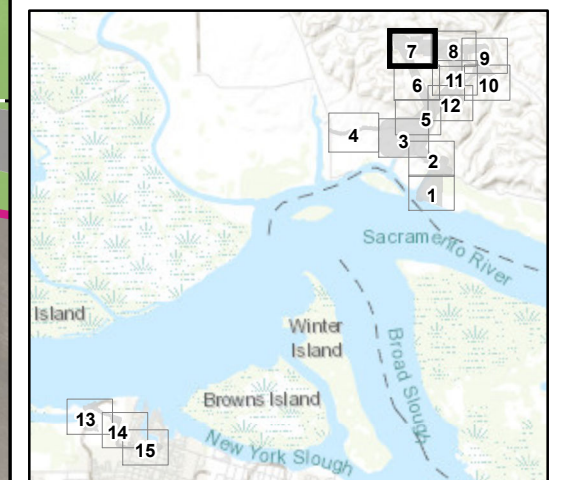 7
8
9
6
11
10
12
5
4
3
2
1
Sacramento River
Island
Winter
Island
Broad Slough
Browns Island
13
14
15
New York Slough